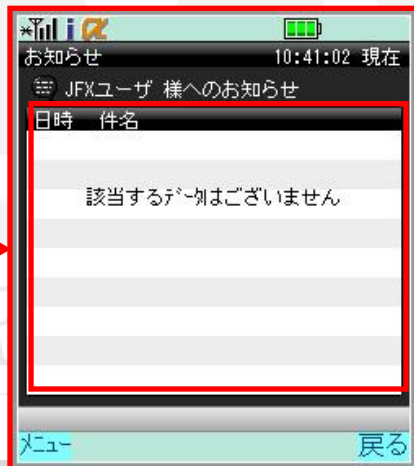 お知らせ 10:41:02 現在
JFXユーザ 様へのお知らせ
日時 件名
該当するﾃﾞｰﾀはございません
ﾒﾆｭｰ 戻る